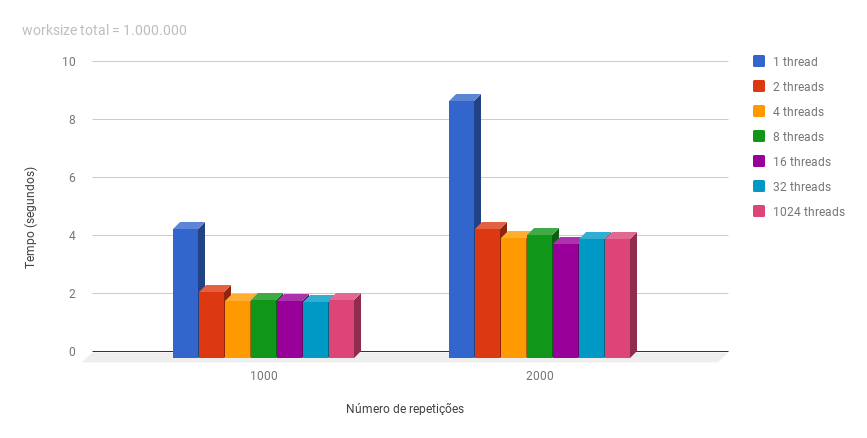 worksize total = 1.000.000
10
8
6
4
2
0
Tempo (segundos)
1000
2000
Número de repetições
1 thread
2 threads
4 threads
8 threads
16 threads
32 threads
1024 threads